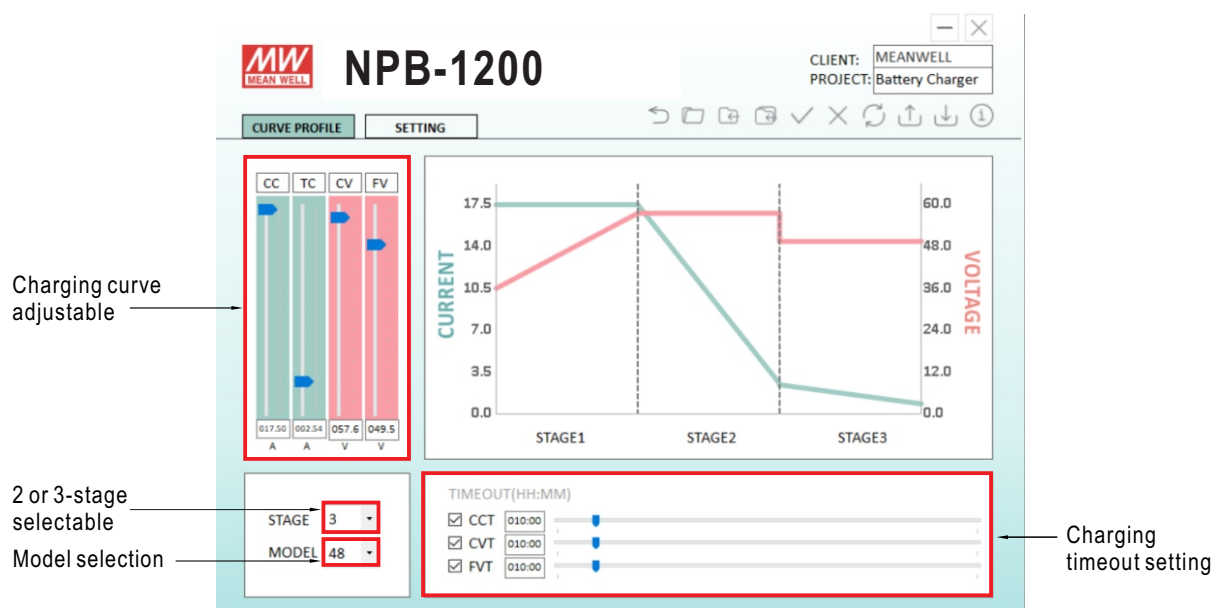 MW
MEAN WELL
NPB-1200
CLIENT: MEANWELL
PROJECT: Battery Charger
CURVE PROFILE
SETTING
CC TC CV FV
017.50 002.54 057.6 049.5
A A V V
Charging curve
adjustable
CURRENT
17.5
14.0
10.5
7.0
3.5
0.0
60.0
48.0
36.0
24.0
12.0
0.0
VOLTAGE
STAGE1 STAGE2 STAGE3
2 or 3-stage
selectable
Model selection
STAGE 3
MODEL 48
TIMEOUT(HH:MM)
CCT 010:00
CVT 010:00
FVT 010:00
Charging
timeout setting